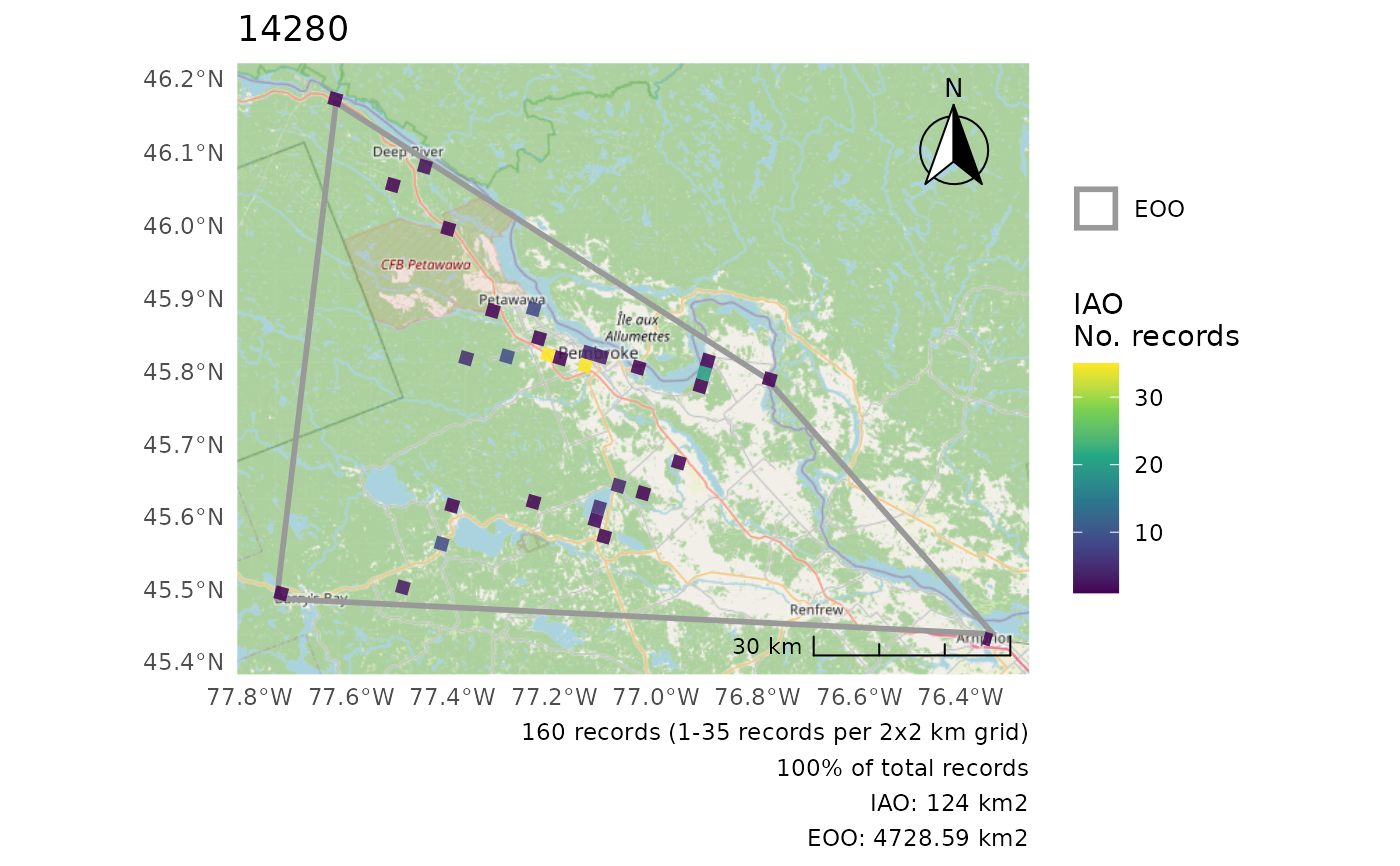 14280
46.2°N
46.1°N
46.0°N
45.9°N
45.8°N
45.7°N
45.6°N
45.5°N
45.4°N
N
Deep River
CFB Petawawa
Petawawa
Île aux
Allumettes
Pembroke
Barry's Bay
Renfrew
Arnprior
30 km
77.8°W 77.6°W 77.4°W 77.2°W 77.0°W 76.8°W 76.6°W 76.4°W
EOO
IAO
No. records
30
20
10
160 records (1-35 records per 2x2 km grid)
100% of total records
IAO: 124 km2
EOO: 4728.59 km2